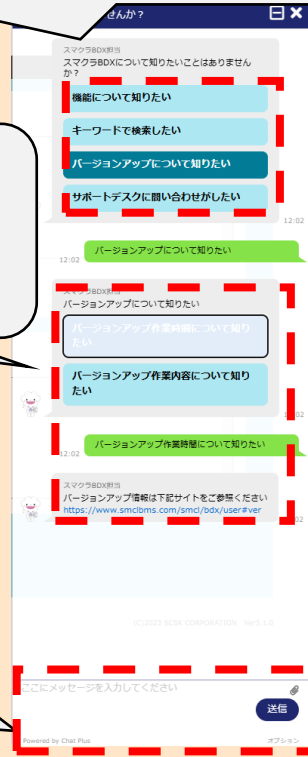 せんか？
スマクラBDX担当
スマクラBDXについて知りたいことはありません
か？
機能について知りたい
キーワードで検索したい
バージョンアップについて知りたい
サポートデスクに問い合わせがしたい
12:02
バージョンアップについて知りたい
12:02
スマクラBDX担当
バージョンアップについて知りたい
バージョンアップ作業時間について知り
たい
バージョンアップ作業内容について知り
たい
02
バージョンアップ作業時間について知りたい
12:02
スマクラBDX担当
バージョンアップ情報は下記サイトをご参照ください
https://www.smclbms.com/smcl/bdx/user#ver
02
(C)2023 SCSK CORPORATION  Ver3.1.0
ここにメッセージを入力してください
送信
Powered by Chat Plus
オプション